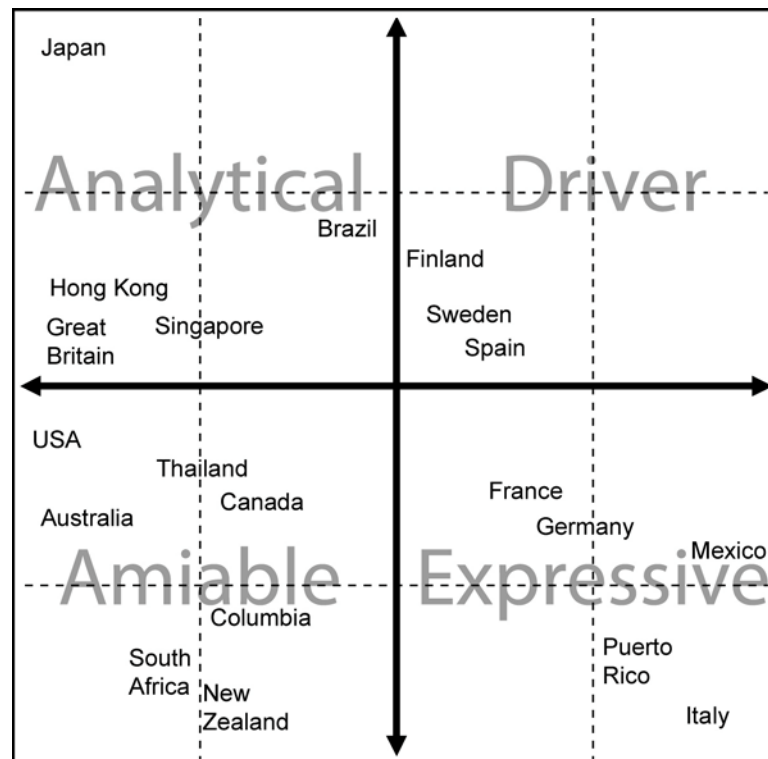 Japan
Analytical
Driver
Brazil
Finland
Hong Kong
Great
Britain
Singapore
Sweden
Spain
USA
Thailand
Canada
Australia
France
Germany
Mexico
Amiable
Expressive
Columbia
South
Africa
New
Zealand
Puerto
Rico
Italy